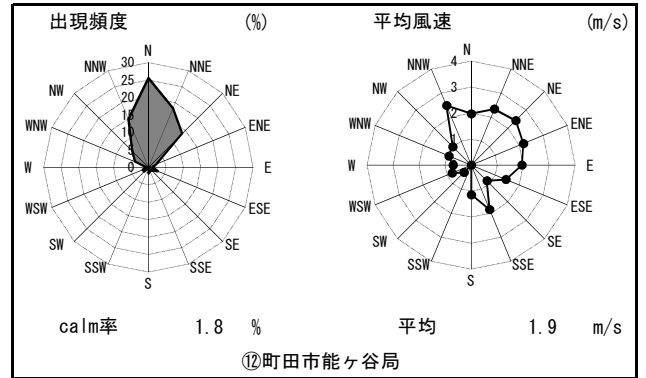 出現頻度 (%)
N
NNE
NE
ENE
E
ESE
SE
SSE
S
SSW
SW
WSW
W
WNW
NW
NNW
30
25
20
15
10
5
0
calm率 1.8 %
平均風速 (m/s)
N
NNE
NE
ENE
E
ESE
SE
SSE
S
SSW
SW
WSW
W
WNW
NW
NNW
4
3
2
1
0
平均 1.9 m/s
⑫町田市能ヶ谷局